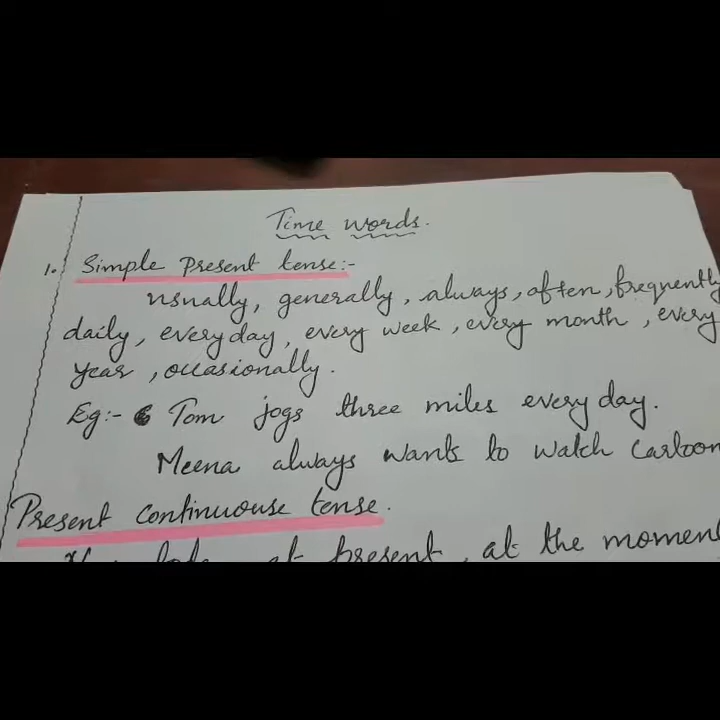 Time words.
1. Simple present tense:-
usually, generally, always, often, frequently
daily, everyday, every week, every month, every
year, occasionally.
Eg:- Tom jogs three miles everyday.
Meena always wants to watch cartoon
Present continuouse tense.
at present, at the moment